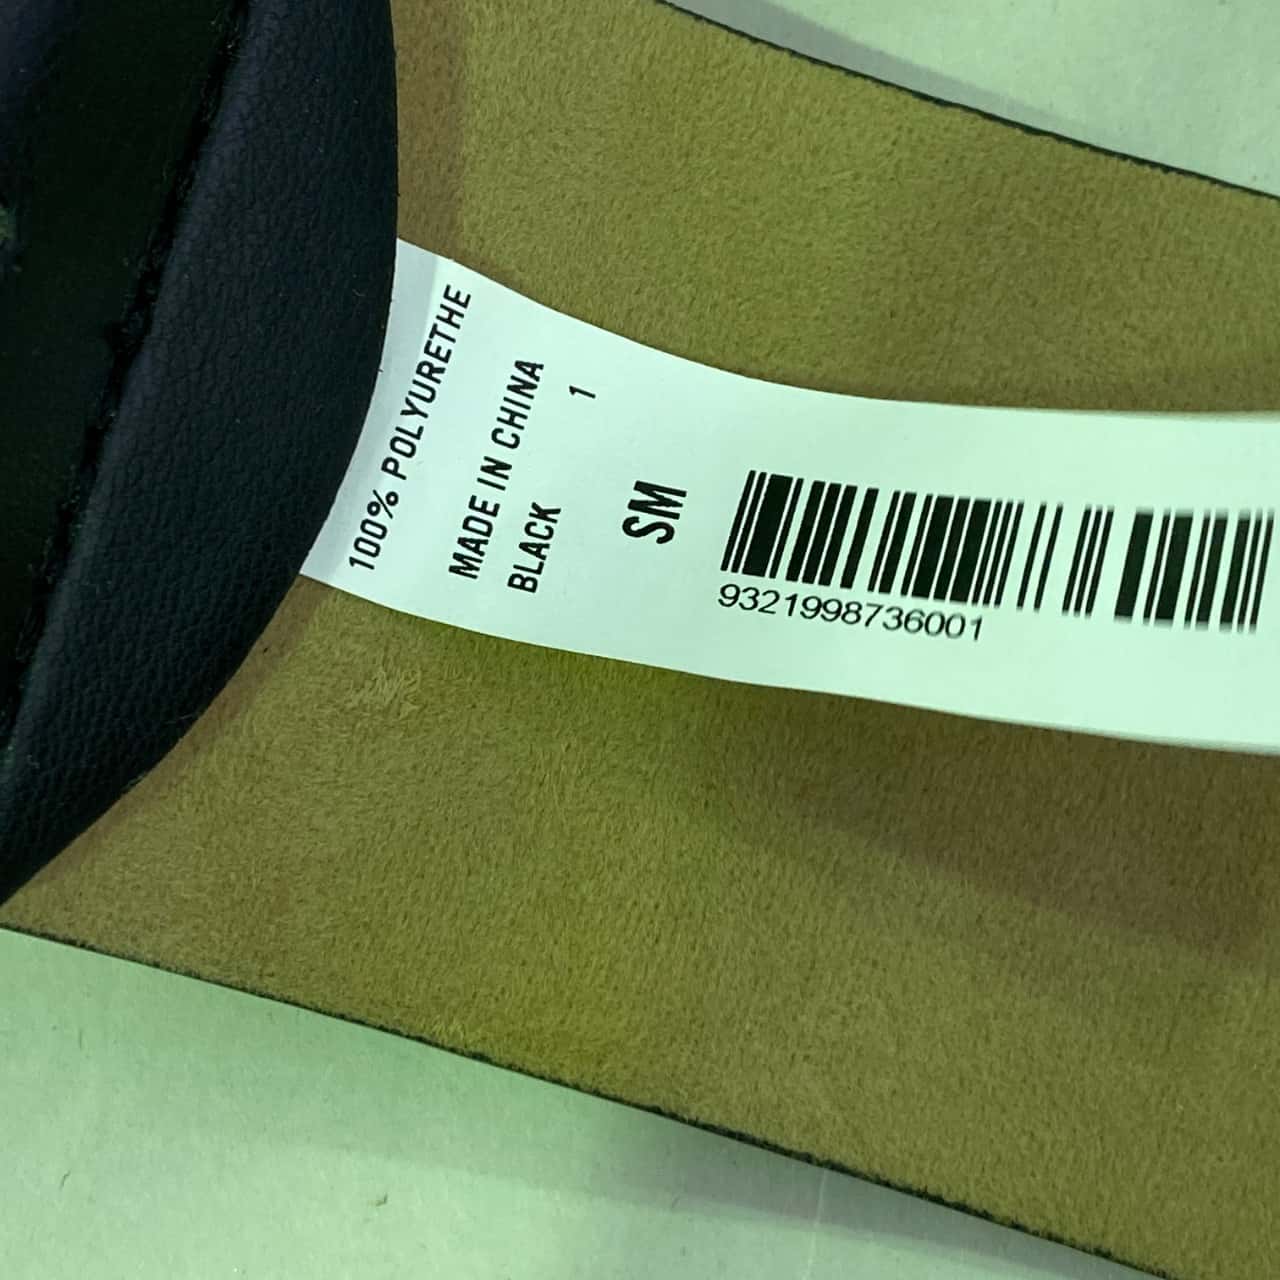 100% POLYURETHE
MADE IN CHINA
BLACK 1
SM
9321998736001